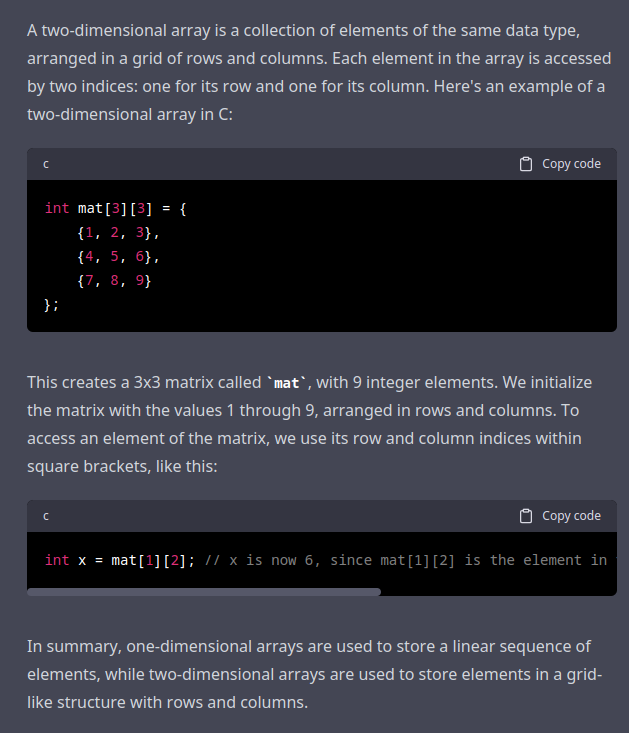 A two-dimensional array is a collection of elements of the same data type,
arranged in a grid of rows and columns. Each element in the array is accessed
by two indices: one for its row and one for its column. Here's an example of a
two-dimensional array in C:
c Copy code
int mat[3][3] = {
    {1, 2, 3},
    {4, 5, 6},
    {7, 8, 9}
};
This creates a 3x3 matrix called `mat`, with 9 integer elements. We initialize
the matrix with the values 1 through 9, arranged in rows and columns. To
access an element of the matrix, we use its row and column indices within
square brackets, like this:
c Copy code
int x = mat[1][2]; // x is now 6, since mat[1][2] is the element in
In summary, one-dimensional arrays are used to store a linear sequence of
elements, while two-dimensional arrays are used to store elements in a grid-
like structure with rows and columns.